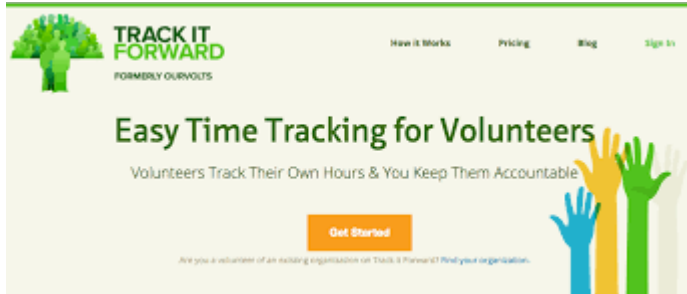 TRACK IT
FORWARD
FORMERLY OURVOLTS
How it Works Pricing Blog Sign In
Easy Time Tracking for Volunteers
Volunteers Track Their Own Hours & You Keep Them Accountable
Get Started
Are you a volunteer of an existing organization on Track it Forward? Find your organization.